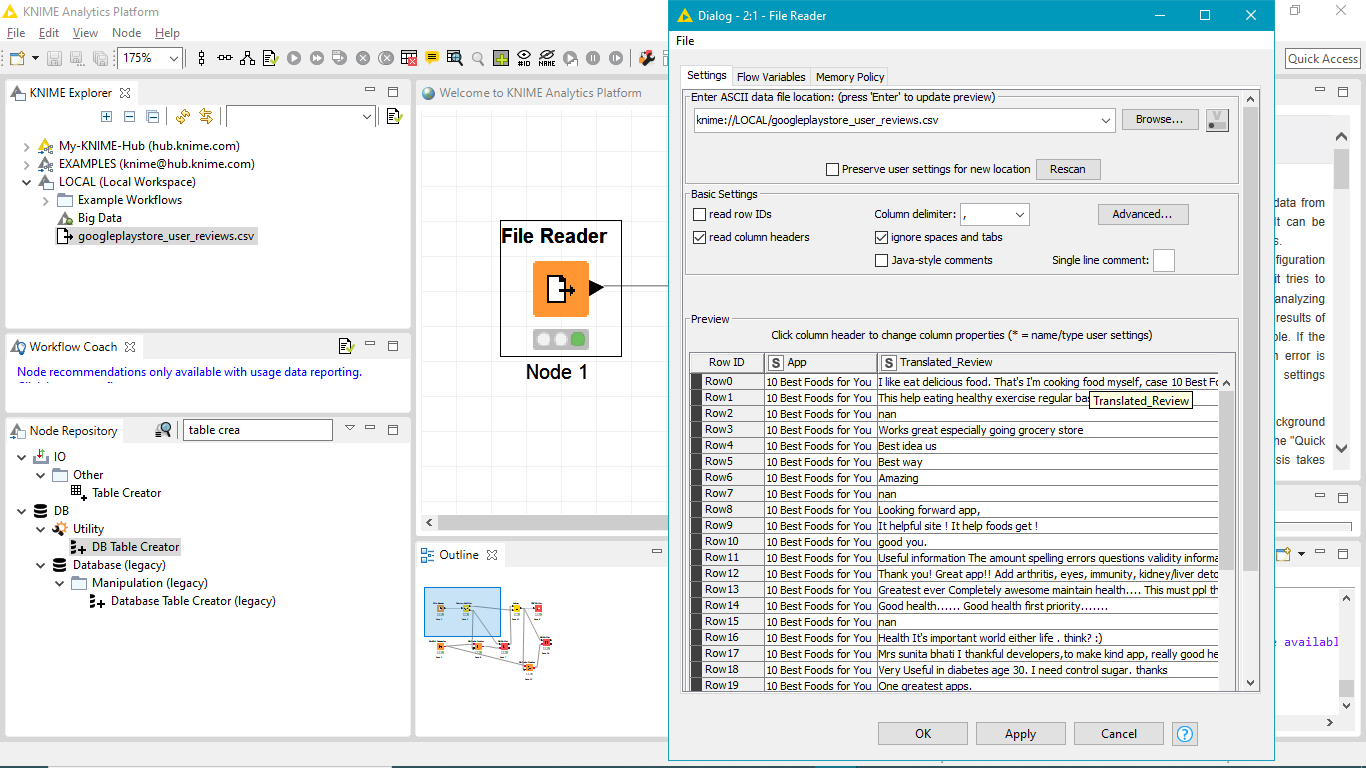 KNIME Analytics Platform
File Edit View Node Help
175%
Quick Access
KNIME Explorer
My-KNIME-Hub (hub.knime.com)
EXAMPLES (knime@hub.knime.com)
LOCAL (Local Workspace)
Example Workflows
Big Data
googleplaystore_user_reviews.csv
Workflow Coach
Node recommendations only available with usage data reporting.
Node Repository
table crea
IO
Other
Table Creator
DB
Utility
DB Table Creator
Database (legacy)
Manipulation (legacy)
Database Table Creator (legacy)
Welcome to KNIME Analytics Platform
File Reader
Node 1
Outline
Dialog - 2:1 - File Reader
File
Settings Flow Variables Memory Policy
Enter ASCII data file location: (press 'Enter' to update preview)
knime://LOCAL/googleplaystore_user_reviews.csv
Browse...
V
Preserve user settings for new location Rescan
Basic Settings
read row IDs Column delimiter: , Advanced...
read column headers ignore spaces and tabs
Java-style comments Single line comment:
Preview
Click column header to change column properties (* = name/type user settings)
Row ID S App S Translated_Review
Row0 10 Best Foods for You I like eat delicious food. That's I'm cooking food myself, case 10 Best Fo
Row1 10 Best Foods for You This help eating healthy exercise regular bas
Translated_Review
Row2 10 Best Foods for You nan
Row3 10 Best Foods for You Works great especially going grocery store
Row4 10 Best Foods for You Best idea us
Row5 10 Best Foods for You Best way
Row6 10 Best Foods for You Amazing
Row7 10 Best Foods for You nan
Row8 10 Best Foods for You Looking forward app,
Row9 10 Best Foods for You It helpful site ! It help foods get !
Row10 10 Best Foods for You good you.
Row11 10 Best Foods for You Useful information The amount spelling errors questions validity informa
Row12 10 Best Foods for You Thank you! Great app!! Add arthritis, eyes, immunity, kidney/liver deto
Row13 10 Best Foods for You Greatest ever Completely awesome maintain health.... This must ppl th
Row14 10 Best Foods for You Good health...... Good health first priority.......
Row15 10 Best Foods for You nan
Row16 10 Best Foods for You Health It's important world either life . think? :)
Row17 10 Best Foods for You Mrs sunita bhati I thankful developers,to make kind app, really good he
Row18 10 Best Foods for You Very Useful in diabetes age 30. I need control sugar. thanks
Row19 10 Best Foods for You One greatest apps.
OK Apply Cancel ?
data from
It can be
s.
figuration
it tries to
analyzing
results of
ble. If the
n error is
settings
ckground
he "Quick
sis takes
e availabl